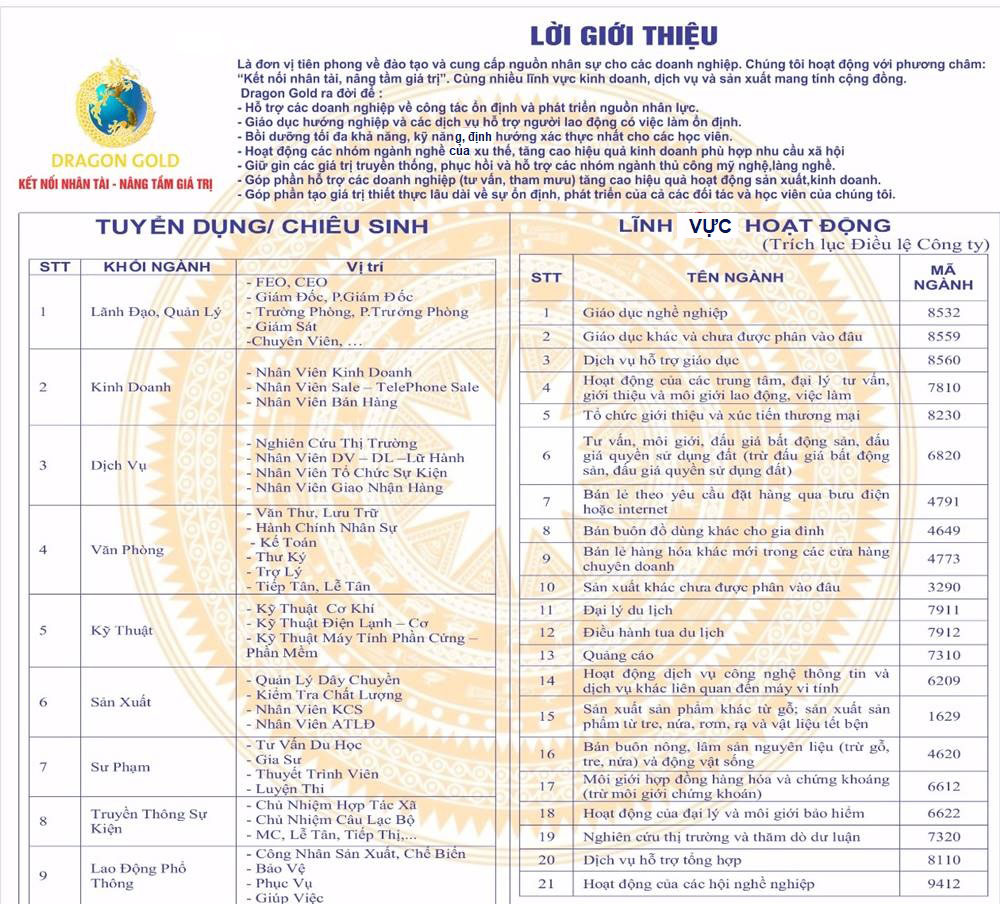 LỜI GIỚI THIỆU
Là đơn vị tiên phong về đào tạo và cung cấp nguồn nhân sự cho các doanh nghiệp. Chúng tôi hoạt động với phương châm:
“Kết nối nhân tài, nâng tầm giá trị”. Cùng nhiều lĩnh vực kinh doanh, dịch vụ và sản xuất mang tính cộng đồng.
Dragon Gold ra đời để :
- Hỗ trợ các doanh nghiệp về công tác ổn định và phát triển nguồn nhân lực.
- Giáo dục hướng nghiệp và các dịch vụ hỗ trợ người lao động có việc làm ổn định.
- Bồi dưỡng tối đa khả năng, kỹ năng, định hướng xác thực nhất cho các học viên.
- Hoạt động các nhóm ngành nghề của xu thế, tăng cao hiệu quả kinh doanh phù hợp nhu cầu xã hội
- Giữ gìn các giá trị truyền thống, phục hồi và hỗ trợ các nhóm ngành thủ công mỹ nghệ,làng nghề.
- Góp phần hỗ trợ các doanh nghiệp (tư vấn, tham mưu) tăng cao hiệu quả hoạt động sản xuất,kinh doanh.
- Góp phần tạo giá trị thiết thực lâu dài về sự ổn định, phát triển của cả các đối tác và học viên của chúng tôi.
DRAGON GOLD
KẾT NỐI NHÂN TÀI - NÂNG TẦM GIÁ TRỊ
TUYỂN DỤNG/ CHIÊU SINH
STT KHỐI NGÀNH Vị trí
1 Lãnh Đạo, Quản Lý
- FEO, CEO
- Giám Đốc, P.Giám Đốc
- Trưởng Phòng, P.Trưởng Phòng
- Giám Sát
-Chuyên Viên, …
2 Kinh Doanh
- Nhân Viên Kinh Doanh
- Nhân Viên Sale – TelePhone Sale
- Nhân Viên Bán Hàng
3 Dịch Vụ
- Nghiên Cứu Thị Trường
- Nhân Viên DV – DL –Lữ Hành
- Nhân Viên Tổ Chức Sự Kiện
- Nhân Viên Giao Nhận Hàng
4 Văn Phòng
- Văn Thư, Lưu Trữ
- Hành Chính Nhân Sự
- Kế Toán
- Thư Ký
- Trợ Lý
- Tiếp Tân, Lễ Tân
5 Kỹ Thuật
- Kỹ Thuật Cơ Khí
- Kỹ Thuật Điện Lạnh – Cơ
- Kỹ Thuật Máy Tính Phần Cứng –
Phần Mềm
6 Sản Xuất
- Quản Lý Dây Chuyền
- Kiểm Tra Chất Lượng
- Nhân Viên KCS
- Nhân Viên ATLĐ
7 Sư Phạm
- Tư Vấn Du Học
- Gia Sư
- Thuyết Trình Viên
- Luyện Thi
8 Truyền Thông Sự
Kiện
- Chủ Nhiệm Hợp Tác Xã
- Chủ Nhiệm Câu Lạc Bộ
- MC, Lễ Tân, Tiếp Thị,...
9 Lao Động Phổ
Thông
- Công Nhân Sản Xuất, Chế Biến
- Bảo Vệ
- Phục Vụ
- Giúp Việc
LĨNH VỰC HOẠT ĐỘNG
(Trích lục Điều lệ Công ty)
STT TÊN NGÀNH MÃ NGÀNH
1 Giáo dục nghề nghiệp 8532
2 Giáo dục khác và chưa được phân vào đâu 8559
3 Dịch vụ hỗ trợ giáo dục 8560
4 Hoạt động của các trung tâm, đại lý tư vấn,
giới thiệu và môi giới lao động, việc làm 7810
5 Tổ chức giới thiệu và xúc tiến thương mại 8230
6 Tư vấn, môi giới, đấu giá bất động sản, đấu
giá quyền sử dụng đất (trừ đấu giá bất động
sản, đấu giá quyền sử dụng đất) 6820
7 Bán lẻ theo yêu cầu đặt hàng qua bưu điện
hoặc internet 4791
8 Bán buôn đồ dùng khác cho gia đình 4649
9 Bán lẻ hàng hóa khác mới trong các cửa hàng
chuyên doanh 4773
10 Sản xuất khác chưa được phân vào đâu 3290
11 Đại lý du lịch 7911
12 Điều hành tua du lịch 7912
13 Quảng cáo 7310
14 Hoạt động dịch vụ công nghệ thông tin và
dịch vụ khác liên quan đến máy vi tính 6209
15 Sản xuất sản phẩm khác từ gỗ; sản xuất sản
phẩm từ tre, nứa, rơm, rạ và vật liệu tết bện 1629
16 Bán buôn nông, lâm sản nguyên liệu (trừ gỗ,
tre, nứa) và động vật sống 4620
17 Môi giới hợp đồng hàng hóa và chứng khoáng
(trừ môi giới chứng khoán) 6612
18 Hoạt động của đại lý và môi giới bảo hiểm 6622
19 Nghiên cứu thị trường và thăm dò dư luận 7320
20 Dịch vụ hỗ trợ tổng hợp 8110
21 Hoạt động của các hội nghề nghiệp 9412